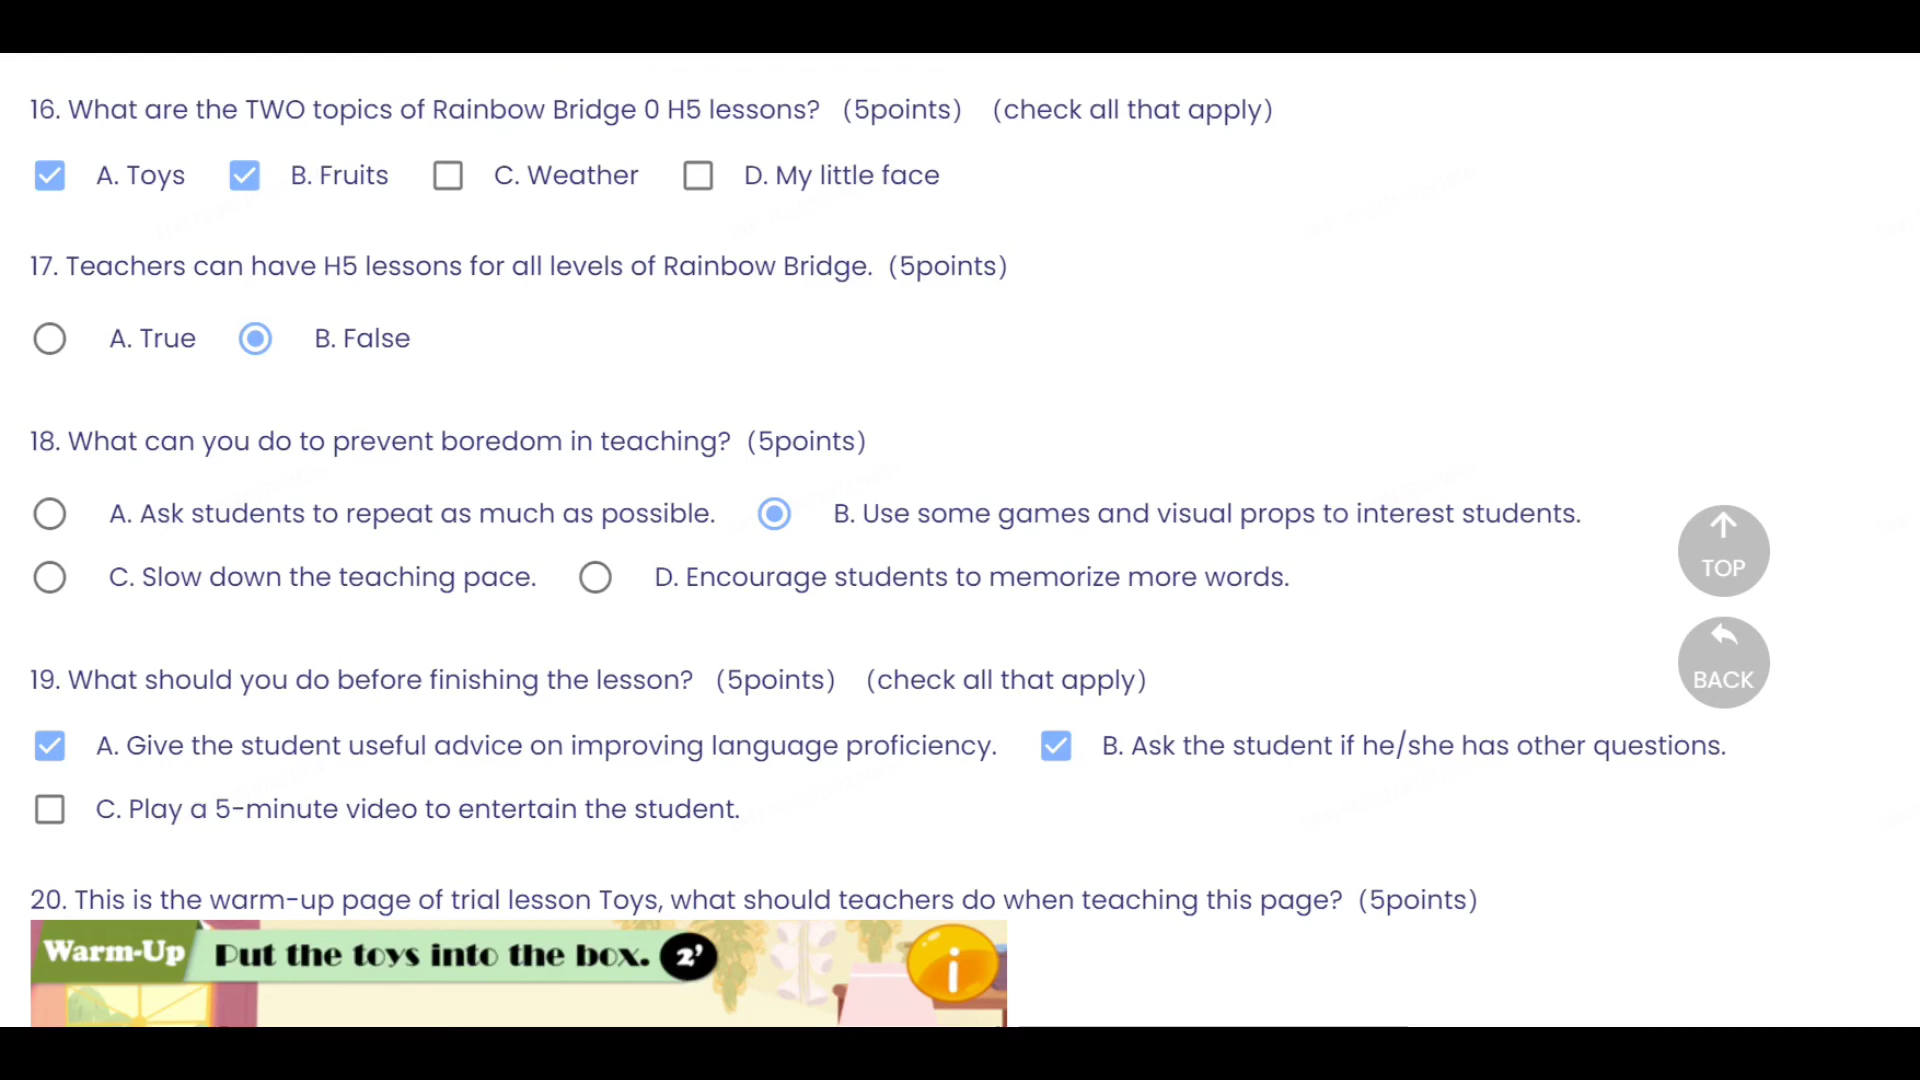 16. What are the TWO topics of Rainbow Bridge 0 H5 lessons? (5points) (check all that apply)
A. Toys B. Fruits C. Weather D. My little face
17. Teachers can have H5 lessons for all levels of Rainbow Bridge. (5points)
A. True B. False
18. What can you do to prevent boredom in teaching? (5points)
A. Ask students to repeat as much as possible. B. Use some games and visual props to interest students.
C. Slow down the teaching pace. D. Encourage students to memorize more words.
TOP
19. What should you do before finishing the lesson? (5points) (check all that apply)
BACK
A. Give the student useful advice on improving language proficiency. B. Ask the student if he/she has other questions.
C. Play a 5-minute video to entertain the student.
20. This is the warm-up page of trial lesson Toys, what should teachers do when teaching this page? (5points)
Warm-Up Put the toys into the box. 2’ i